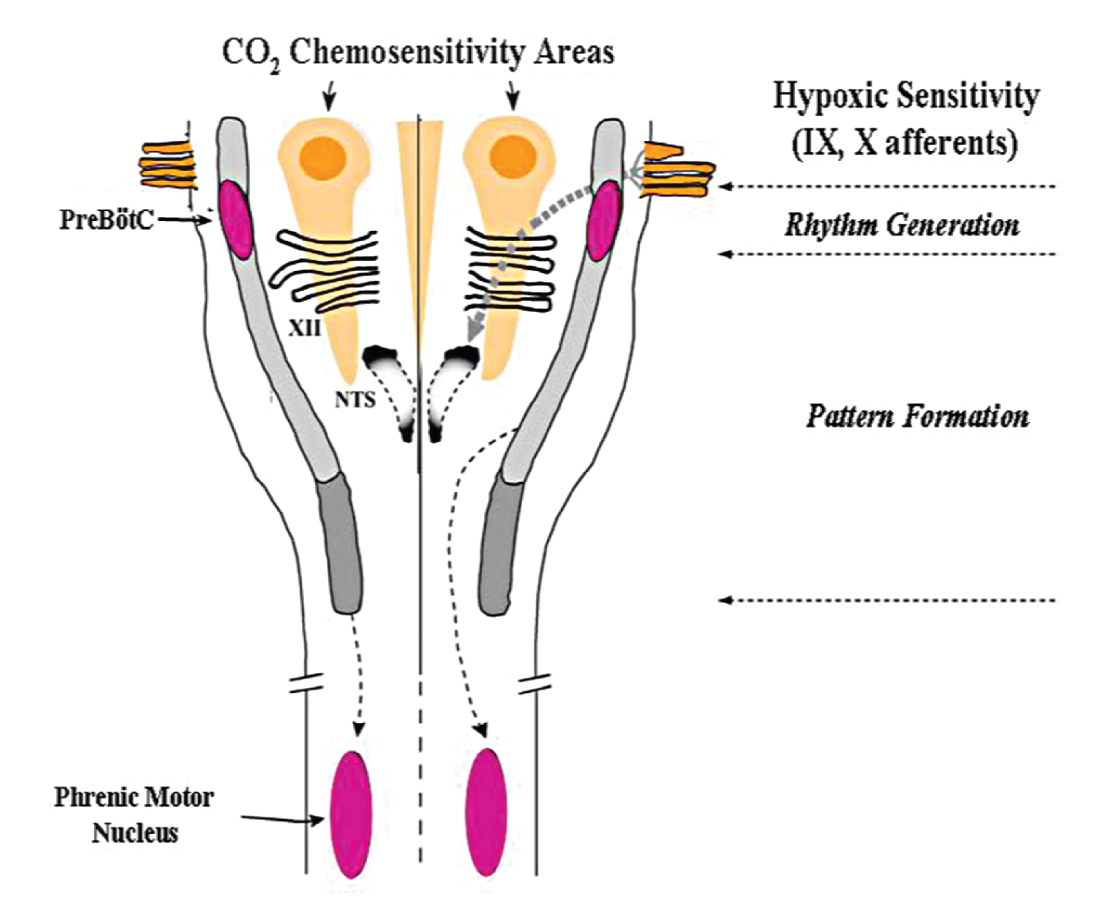 CO₂ Chemosensitivity Areas
Hypoxic Sensitivity
(IX, X afferents)
PreBötC
Rhythm Generation
XII
NTS
Pattern Formation
Phrenic Motor
Nucleus